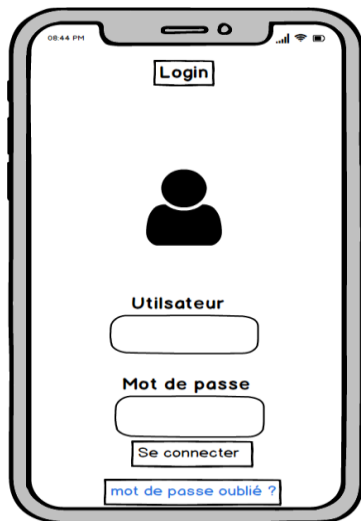 08:44 PM
Login
Utilsateur
Mot de passe
Se connecter
mot de passe oublié ?